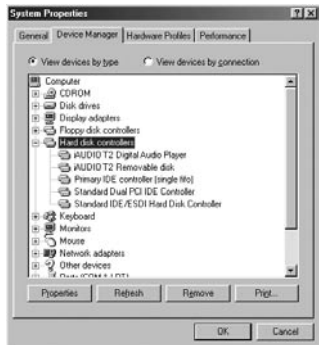 System Properties
General Device Manager Hardware Profiles Performance
View devices by type View devices by connection
Computer
CDROM
Disk drives
Display adapters
Floppy disk controllers
Hard disk controllers
iAUDIO T2 Digital Audio Player
iAUDIO T2 Removable disk
Primary IDE controller (single fifo)
Standard Dual PCI IDE Controller
Standard IDE/ESDI Hard Disk Controller
Keyboard
Monitors
Mouse
Network adapters
Other devices
Properties Refresh Remove Print...
OK Cancel